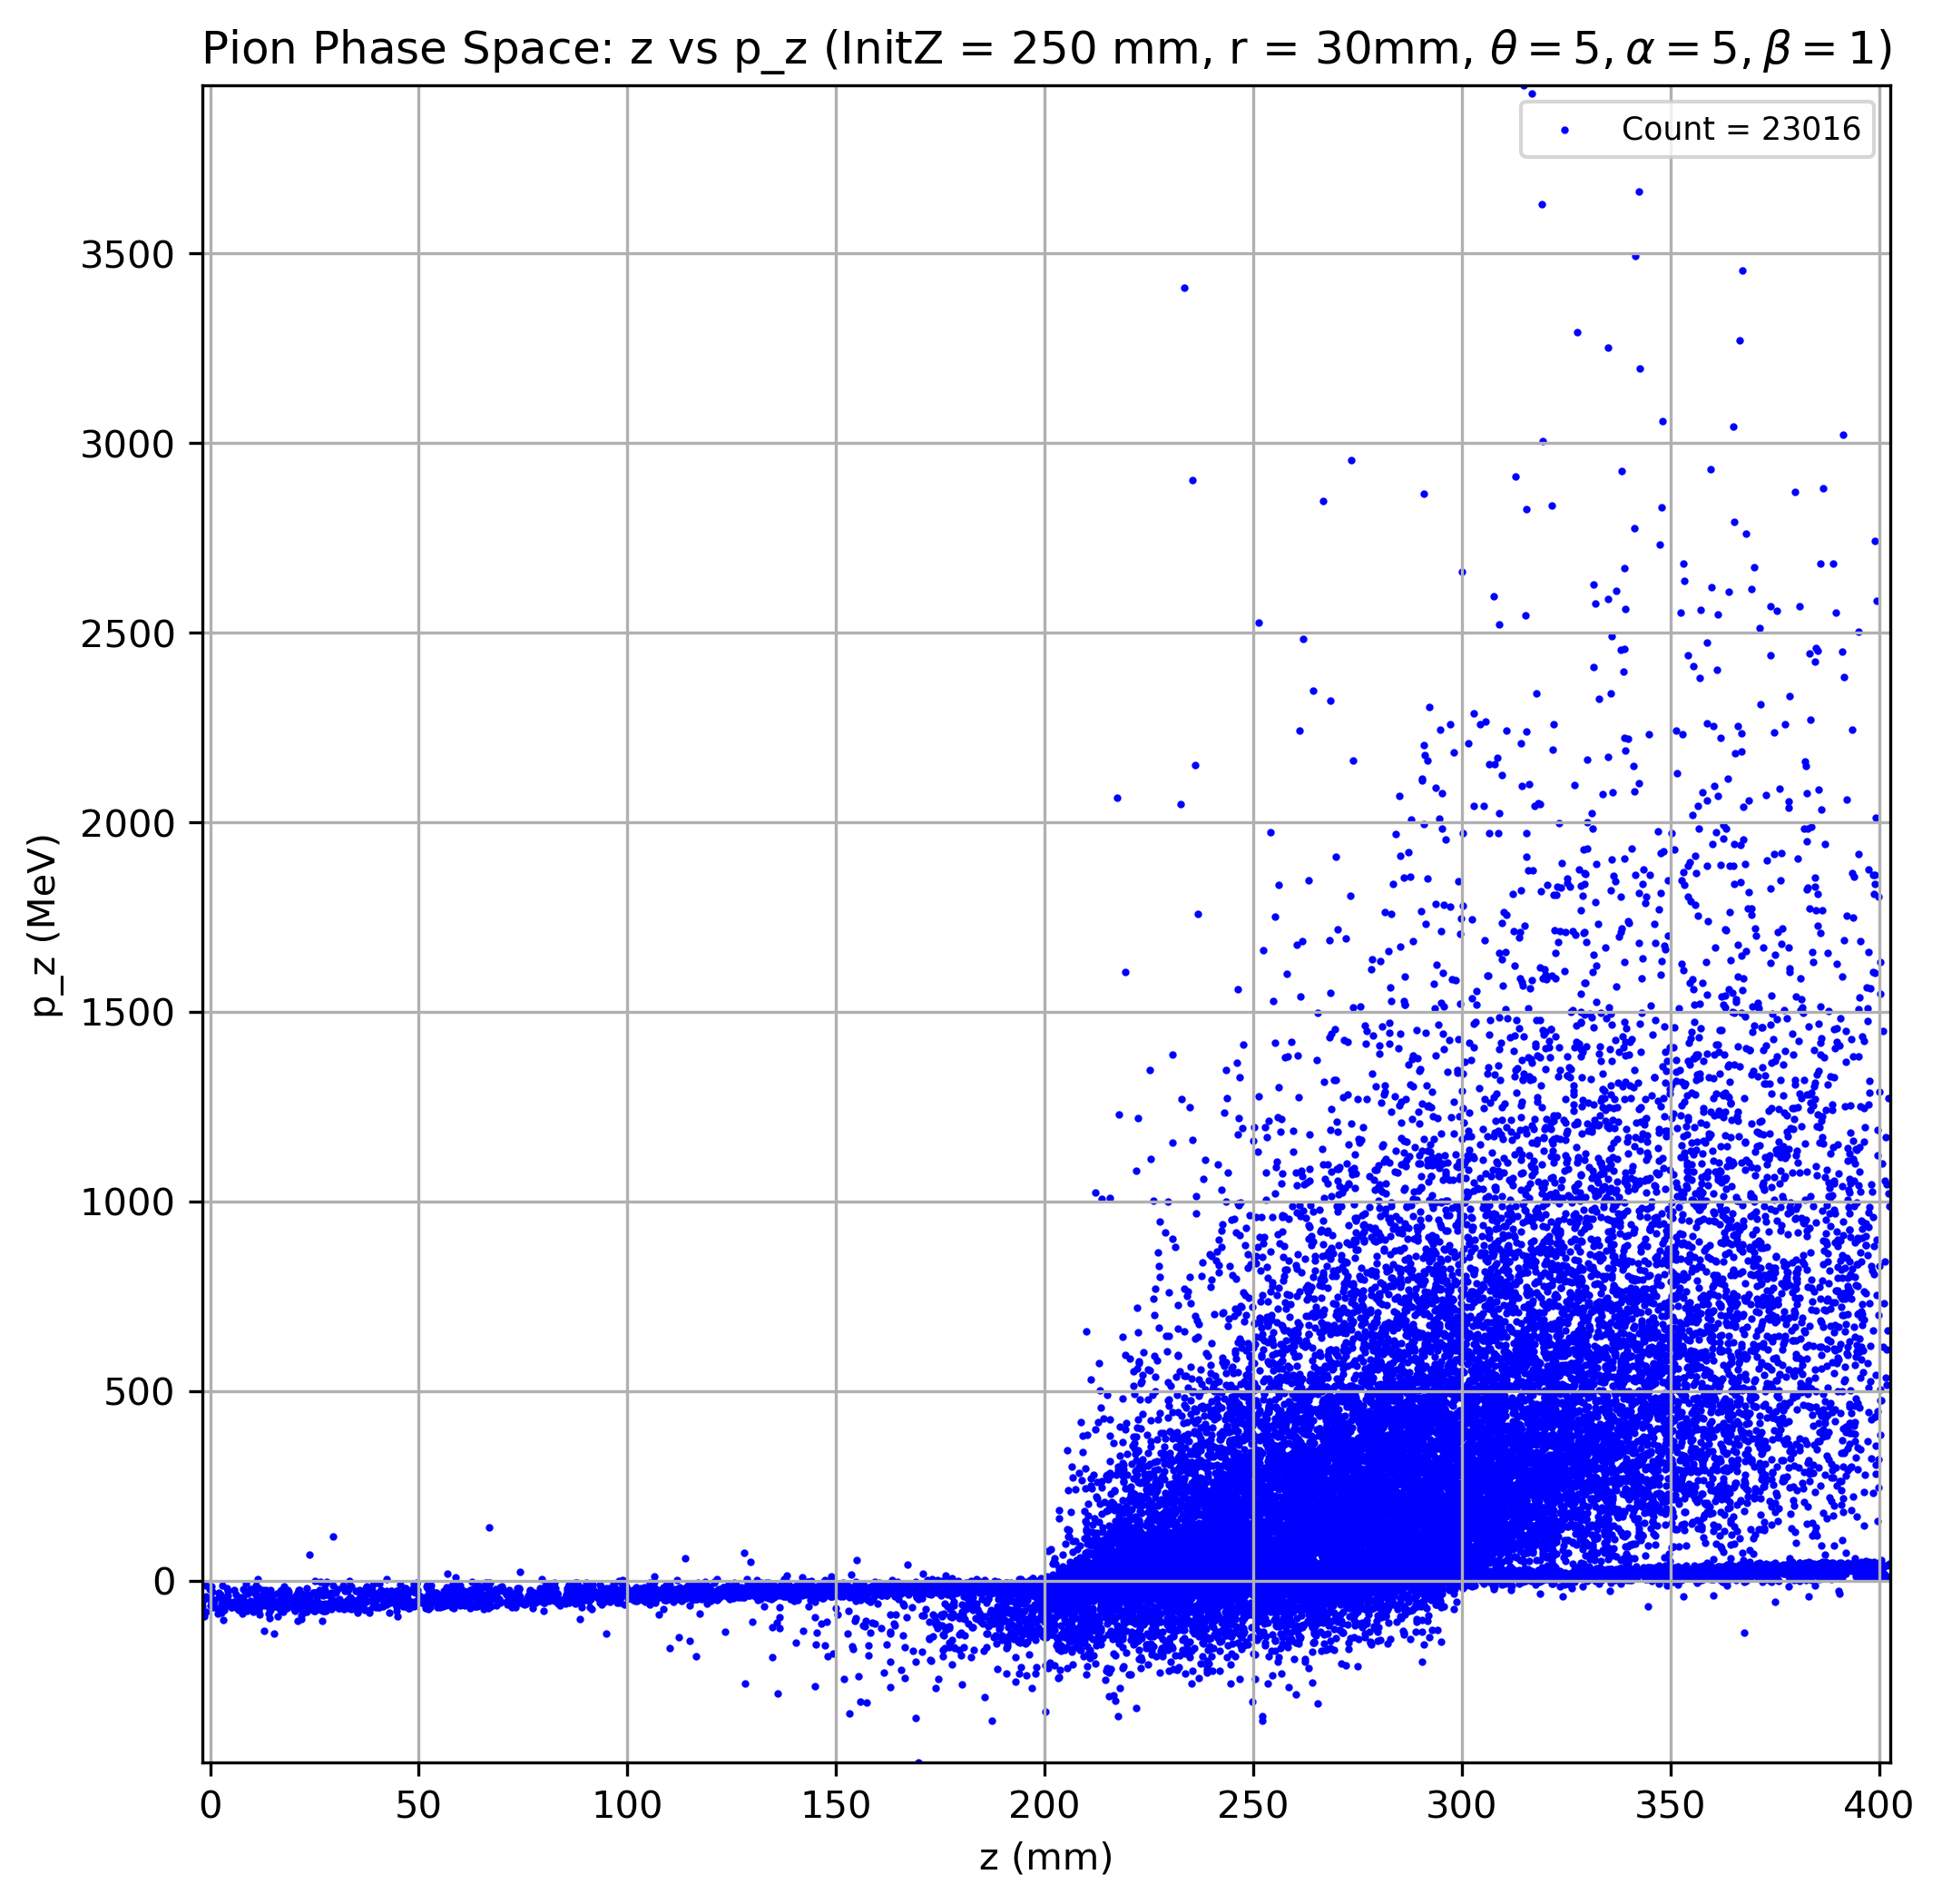 Pion Phase Space: z vs p_z (InitZ = 250 mm, r = 30mm, θ = 5, α = 5, β = 1)
Count = 23016
3500
3000
2500
2000
1500
1000
500
0
p_z (MeV)
0 50 100 150 200 250 300 350 400
z (mm)